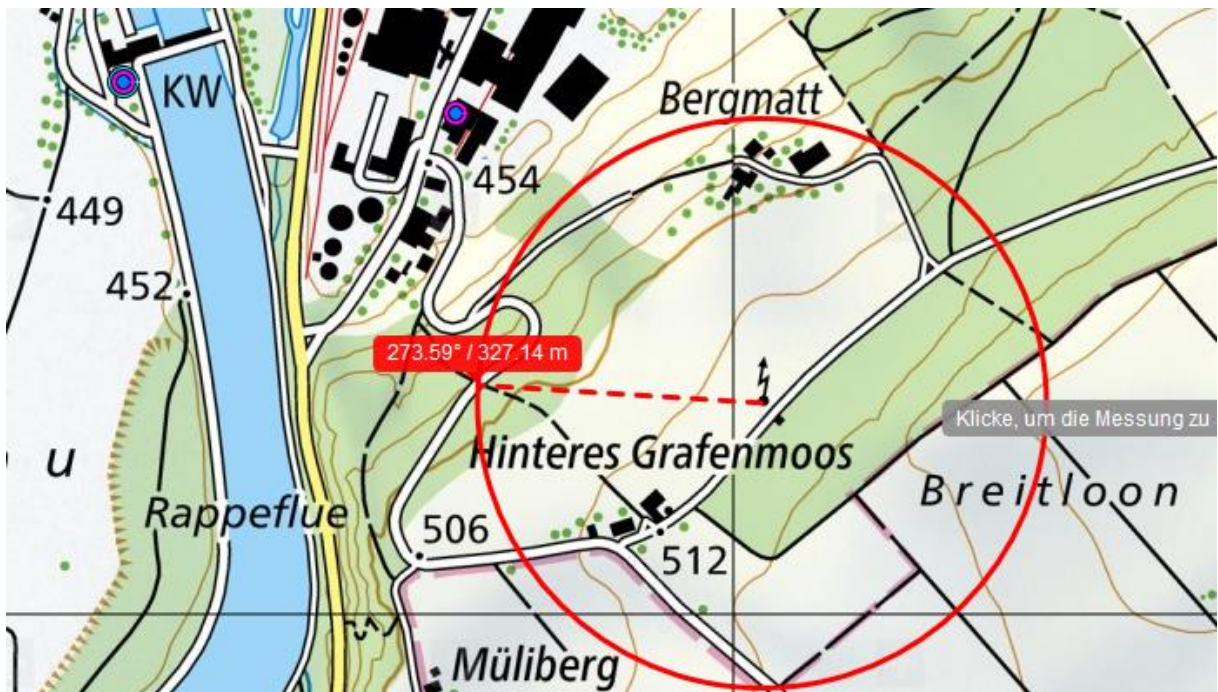 KW
Bergmatt
454
449
452
273.59° / 327.14 m
Klicke, um die Messung zu
Hinteres Grafenmoos
u
Breitloon
Rappeflue
506
512
Müliberg